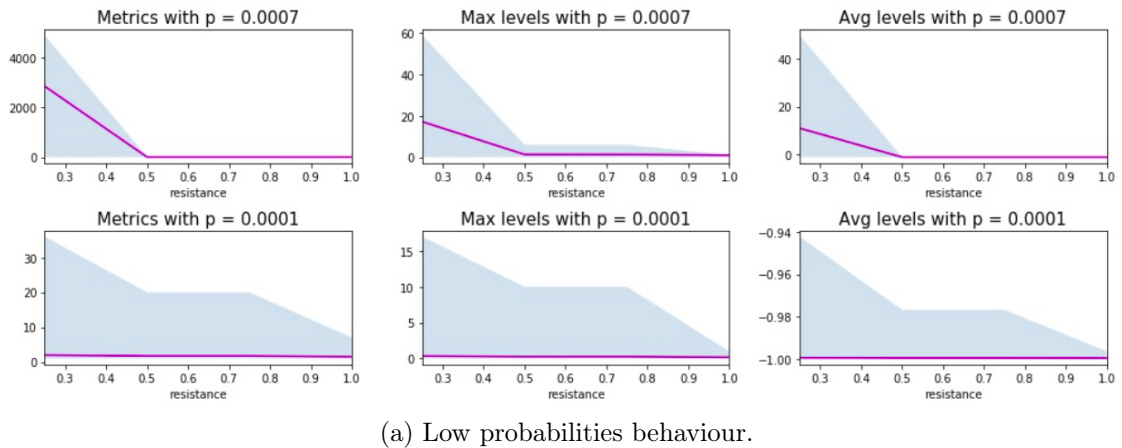 Metrics with p = 0.0007 Max levels with p = 0.0007 Avg levels with p = 0.0007
4000
2000
0
60
40
20
0
40
20
0
0.3 0.4 0.5 0.6 0.7 0.8 0.9 1.0
0.3 0.4 0.5 0.6 0.7 0.8 0.9 1.0
0.3 0.4 0.5 0.6 0.7 0.8 0.9 1.0
resistance resistance resistance
Metrics with p = 0.0001 Max levels with p = 0.0001 Avg levels with p = 0.0001
30
20
10
0
15
10
5
0
−0.94
−0.96
−0.98
−1.00
0.3 0.4 0.5 0.6 0.7 0.8 0.9 1.0
0.3 0.4 0.5 0.6 0.7 0.8 0.9 1.0
0.3 0.4 0.5 0.6 0.7 0.8 0.9 1.0
resistance resistance resistance
(a) Low probabilities behaviour.